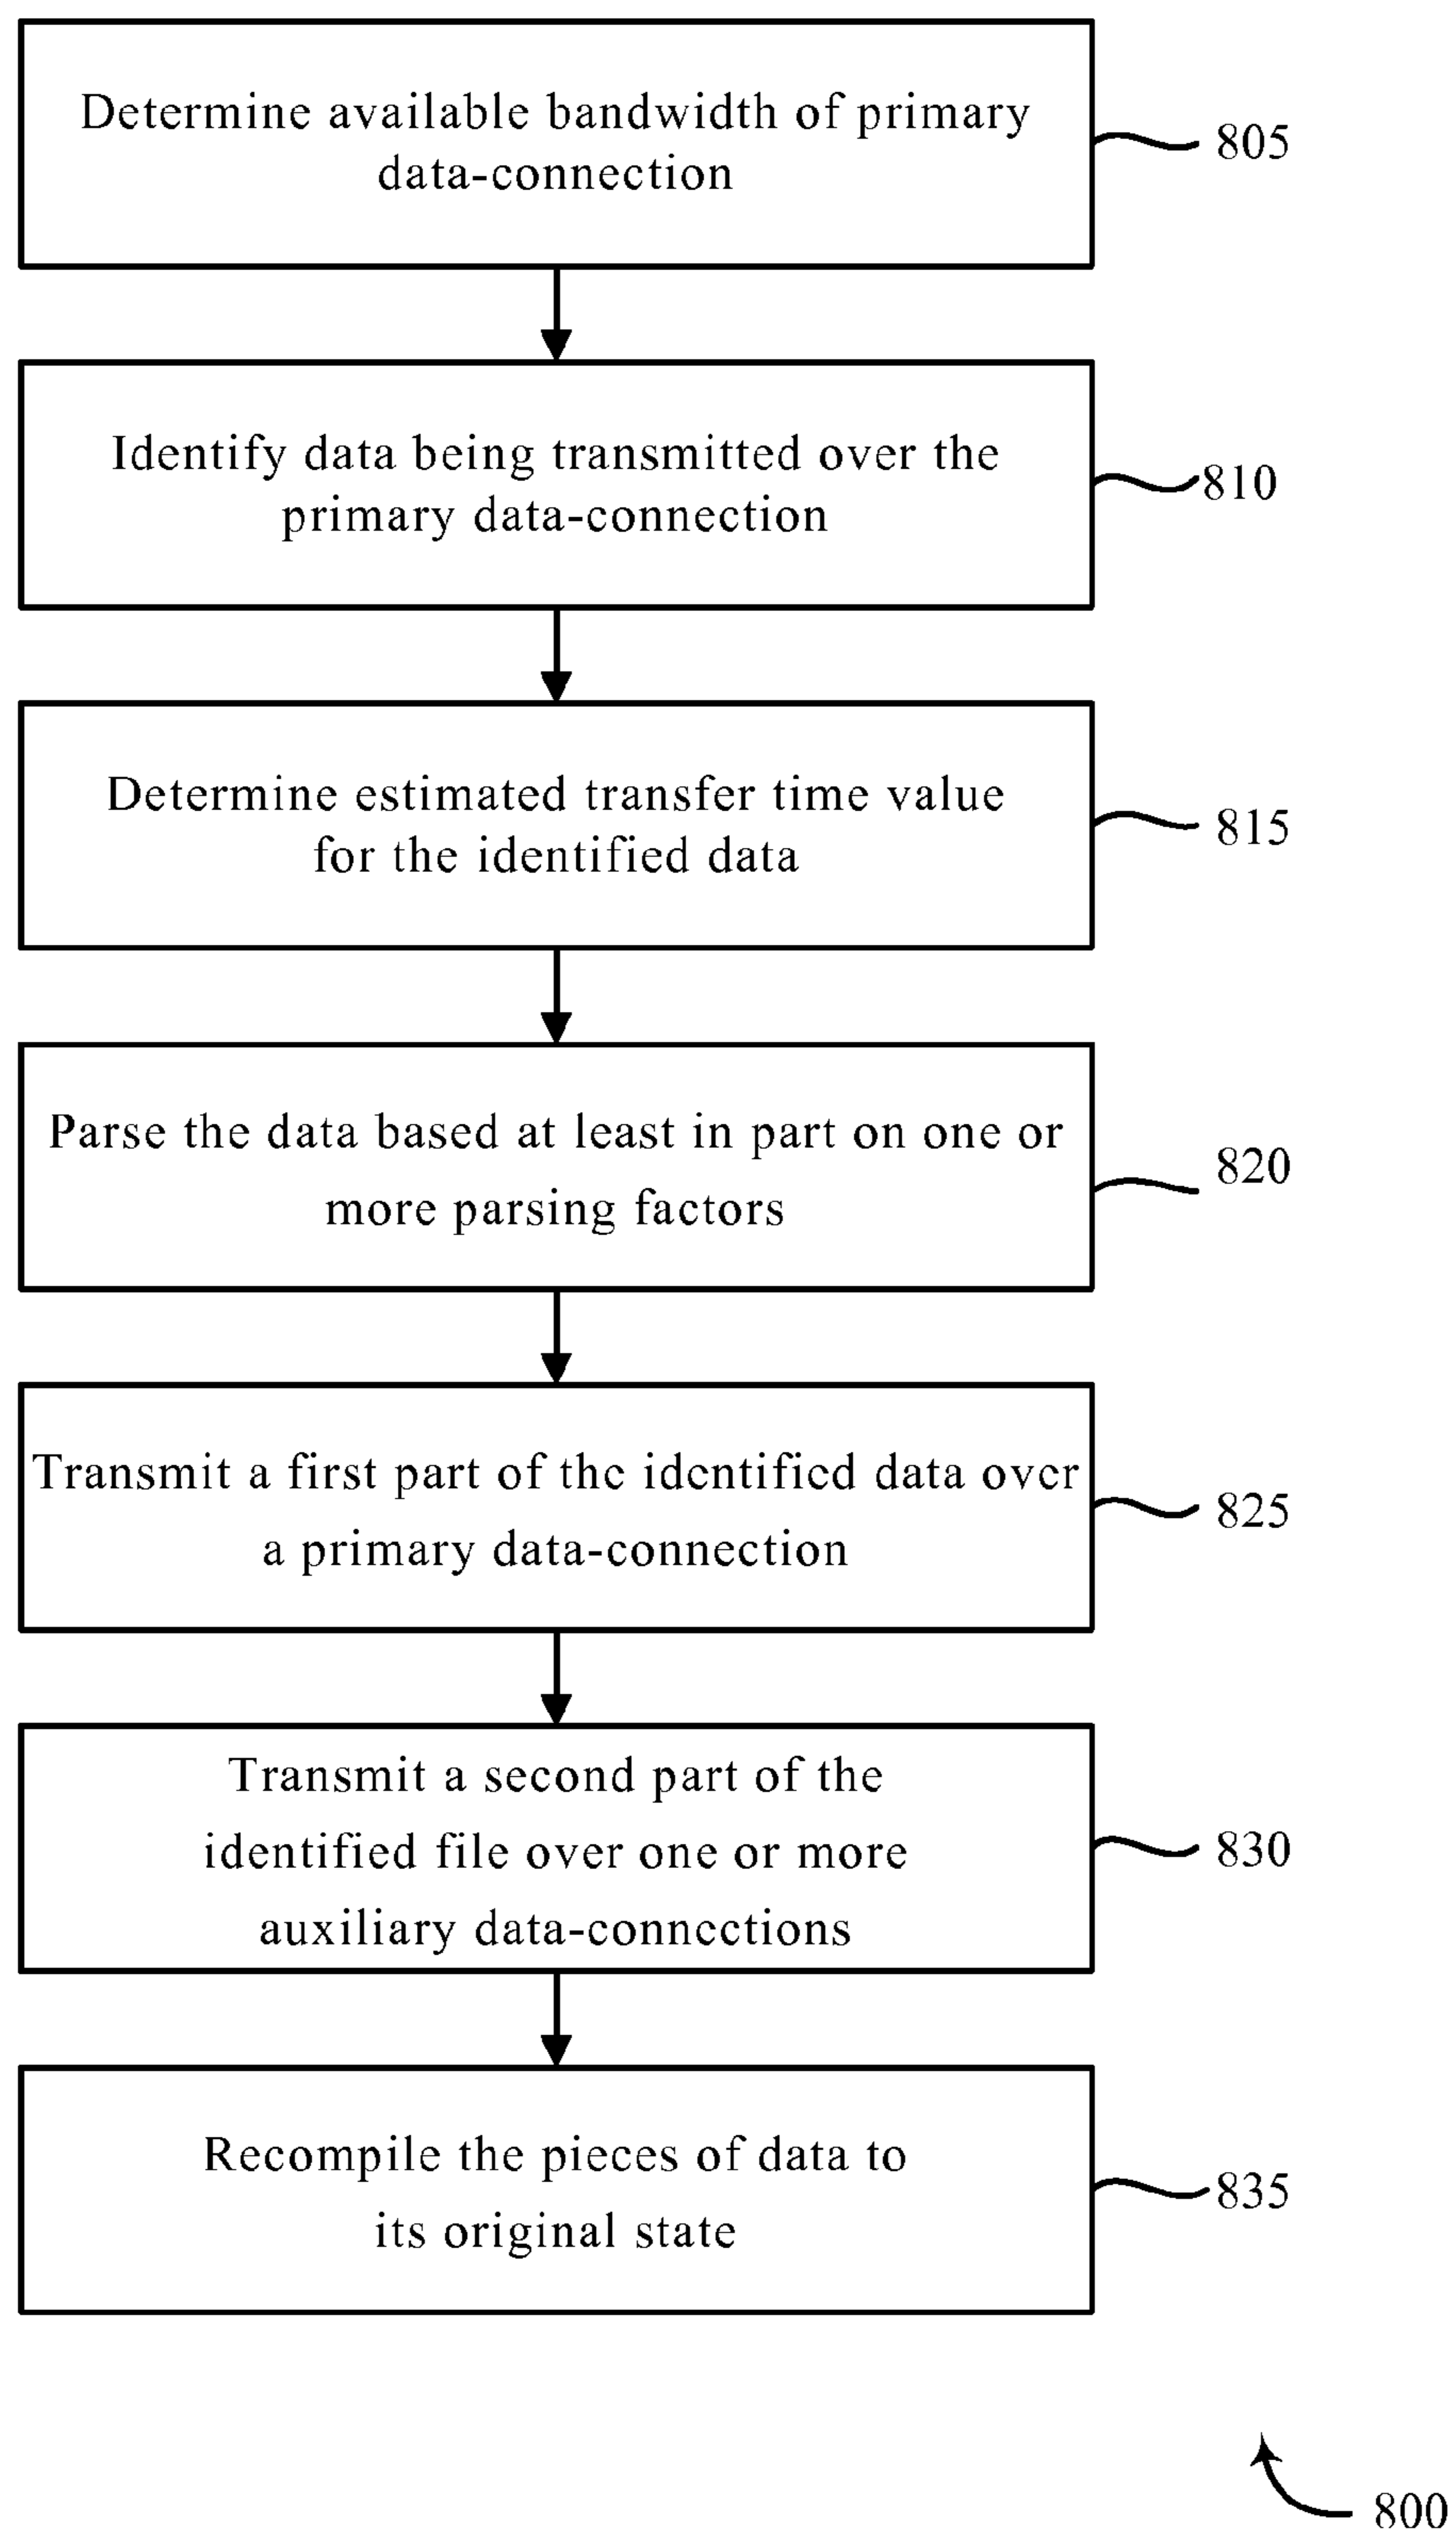 Determine available bandwidth of primary
data-connection
805
Identify data being transmitted over the
primary data-connection
810
Determine estimated transfer time value
for the identified data
815
Parse the data based at least in part on one or
more parsing factors
820
Transmit a first part of the identified data over
a primary data-connection
825
Transmit a second part of the
identified file over one or more
auxiliary data-connections
830
Recompile the pieces of data to
its original state
835
800